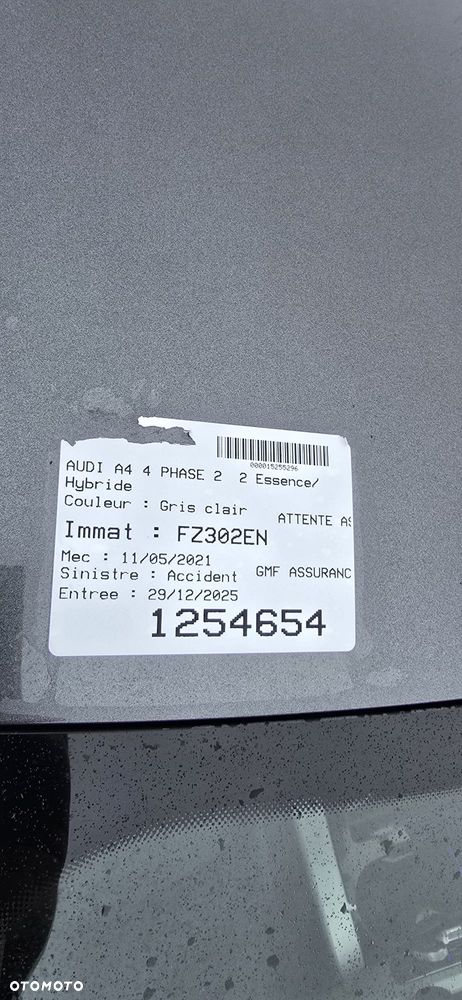 000015255296
AUDI A4 4 PHASE 2 2 Essence/
Hybride
Couleur : Gris clair
ATTENTE AS
Immat : FZ302EN
Mec : 11/05/2021
Sinistre : Accident GMF ASSURANC
Entree : 29/12/2025
1254654
OTOMOTO